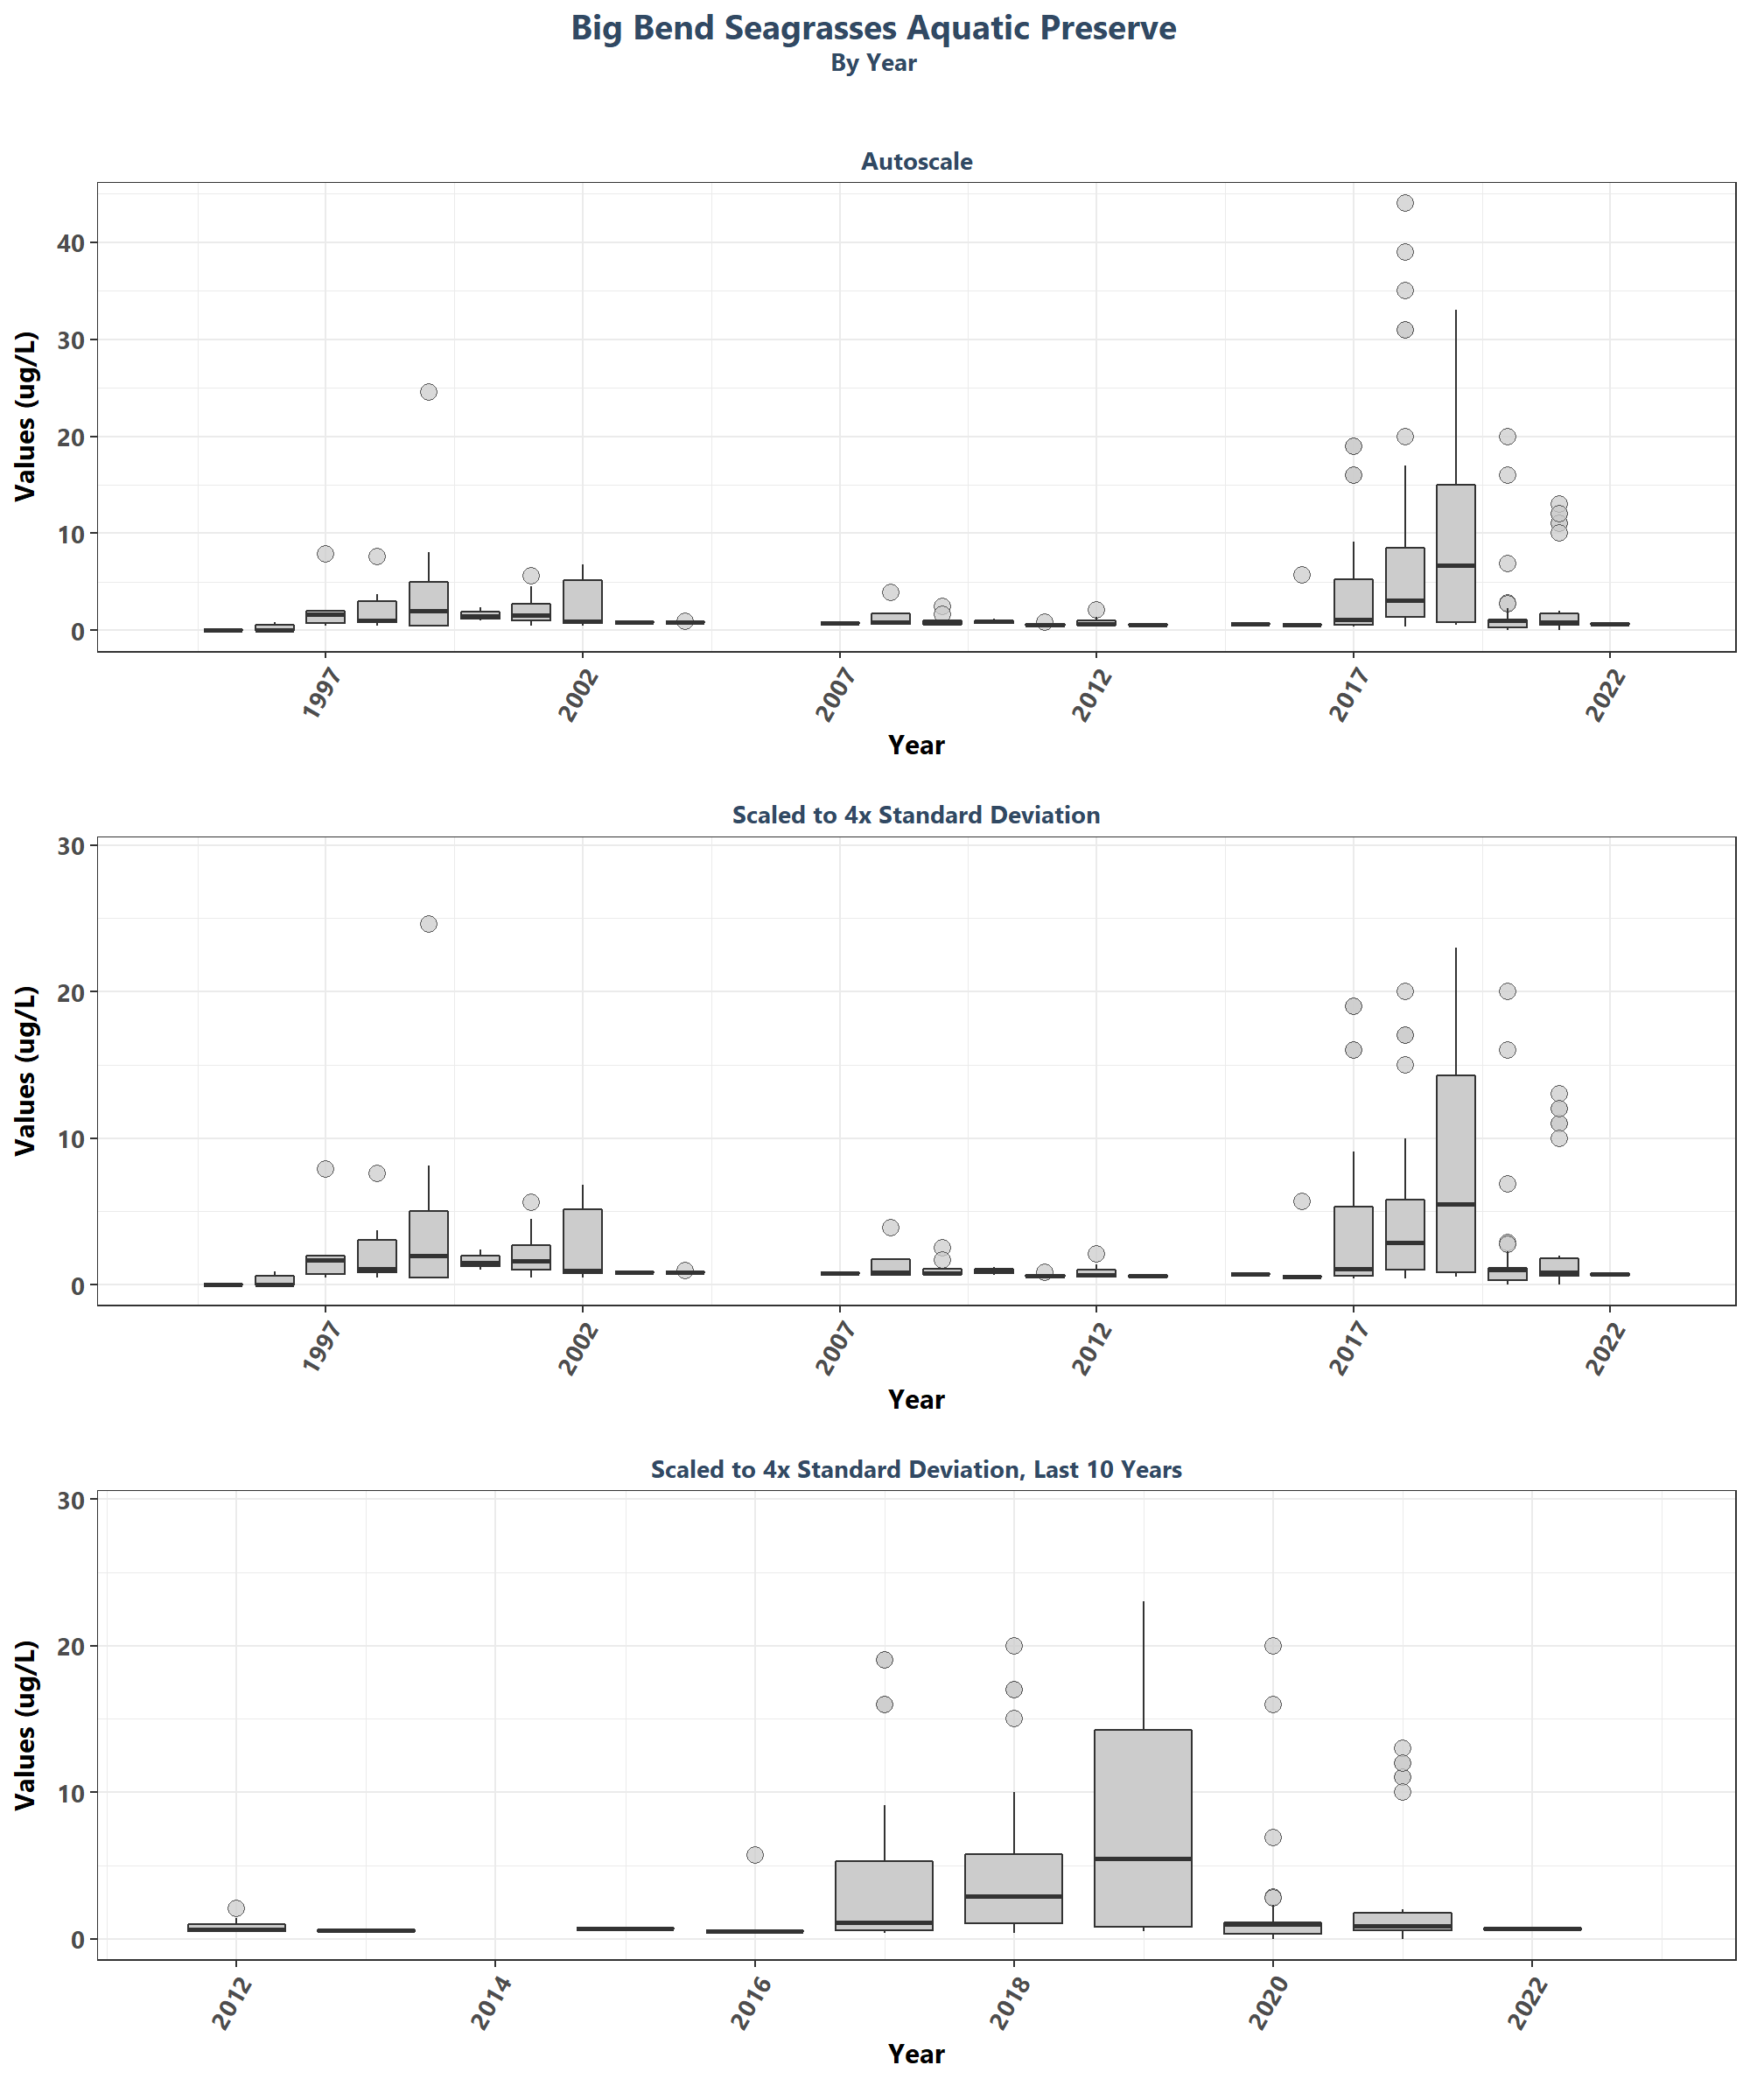 Big Bend Seagrasses Aquatic Preserve
By Year
Autoscale
Values (ug/L)
40
30
20
10
0
1997
2002
2007
2012
2017
2022
Year
Scaled to 4x Standard Deviation
Values (ug/L)
30
20
10
0
1997
2002
2007
2012
2017
2022
Year
Scaled to 4x Standard Deviation, Last 10 Years
Values (ug/L)
30
20
10
0
2012
2014
2016
2018
2020
2022
Year